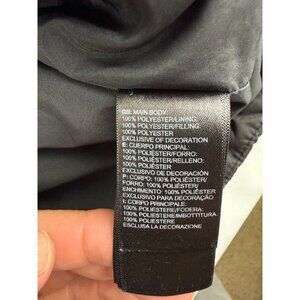 GB: MAIN BODY:
100% POLYESTER/LINING:
100% POLYESTER/FILLING:
100% POLYESTER
EXCLUSIVE OF DECORATION
E: CUERPO PRINCIPAL:
100% POLIÉSTER/FORRO:
100% POLIÉSTER/RELLENO:
100% POLIÉSTER
EXCLUSIVO DE DECORACIÓN
P: CORPO: 100% POLIÉSTER/
FORRO: 100% POLIÉSTER/
ENCHIMENTO: 100% POLIÉSTER
EXCLUSIVO PARA DECORAÇÃO
I: CORPO PRINCIPALE:
100% POLIESTERE/FODERA:
100% POLIESTERE/IMBOTTITURA:
100% POLIESTERE
ESCLUSA LA DECORAZIONE